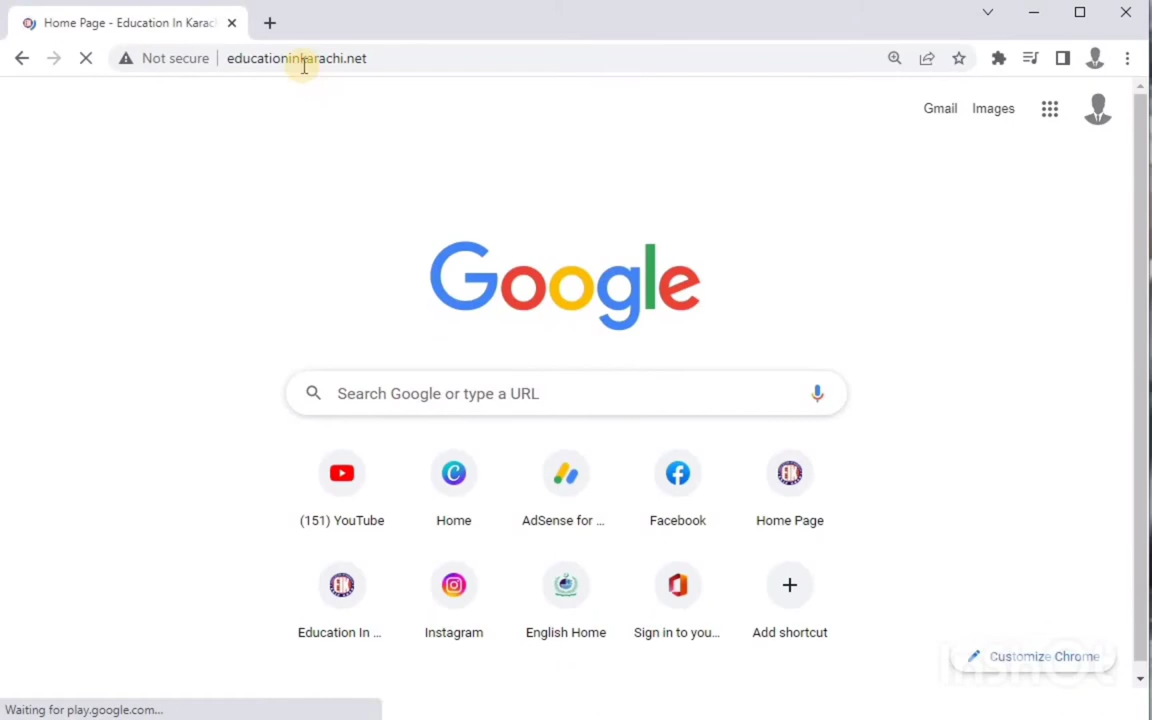 Home Page - Education In Karac
Not secure educationinkarachi.net
Gmail Images
Google
Search Google or type a URL
(151) YouTube
Home
AdSense for ...
Facebook
Home Page
Education In ...
Instagram
English Home
Sign in to you...
Add shortcut
Customize Chrome
InShOt
Waiting for play.google.com...